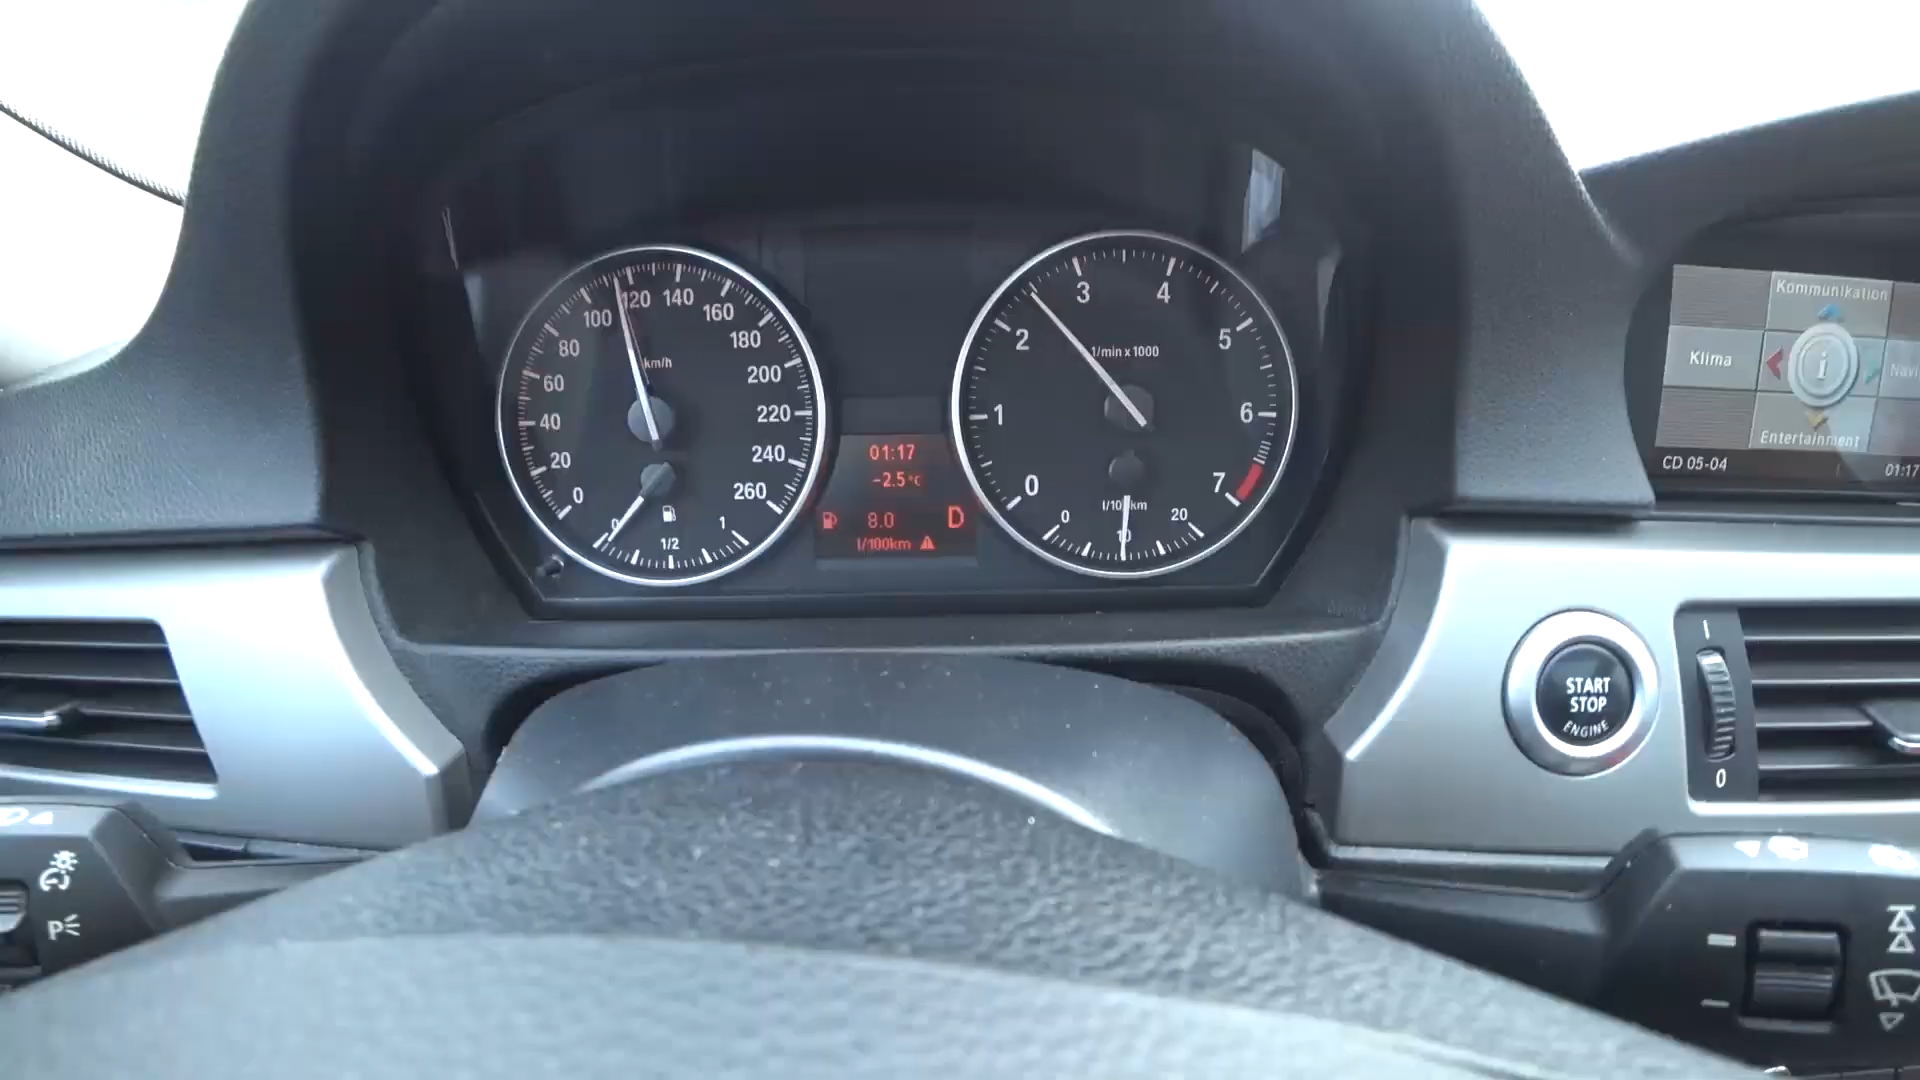 0
20
40
60
80
100
120
140
160
180
200
220
240
260
km/h
0
1/2
1
01:17
-2.5 °C
8.0
D
l/100km
0
1
2
3
4
5
6
7
1/min x 1000
l/100km
0
10
20
Kommunikation
Klima
i
Navi
Entertainment
CD 05-04
01:17
START
STOP
ENGINE
I
0
P